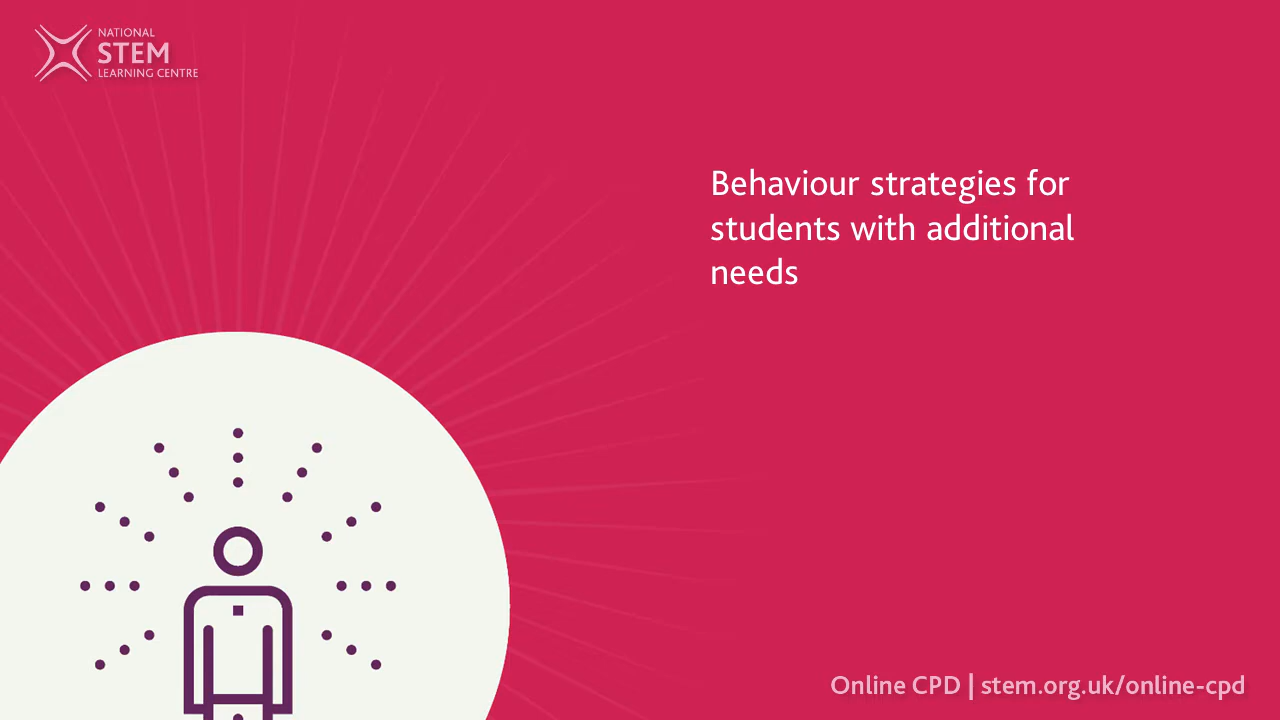 NATIONAL
STEM
LEARNING CENTRE
Behaviour strategies for
students with additional
needs
Online CPD | stem.org.uk/online-cpd